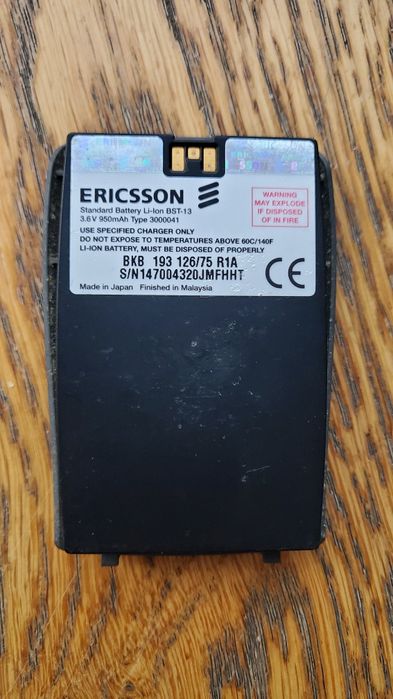 ERICSSON
Standard Battery Li-Ion BST-13
3.6V 950mAh Type 3000041
WARNING
MAY EXPLODE
IF DISPOSED
OF IN FIRE
USE SPECIFIED CHARGER ONLY
DO NOT EXPOSE TO TEMPERATURES ABOVE 60C/140F
LI-ION BATTERY, MUST BE DISPOSED OF PROPERLY
BKB 193 126/75 R1A
S/N147004320JMFHHT
CE
Made in Japan Finished in Malaysia